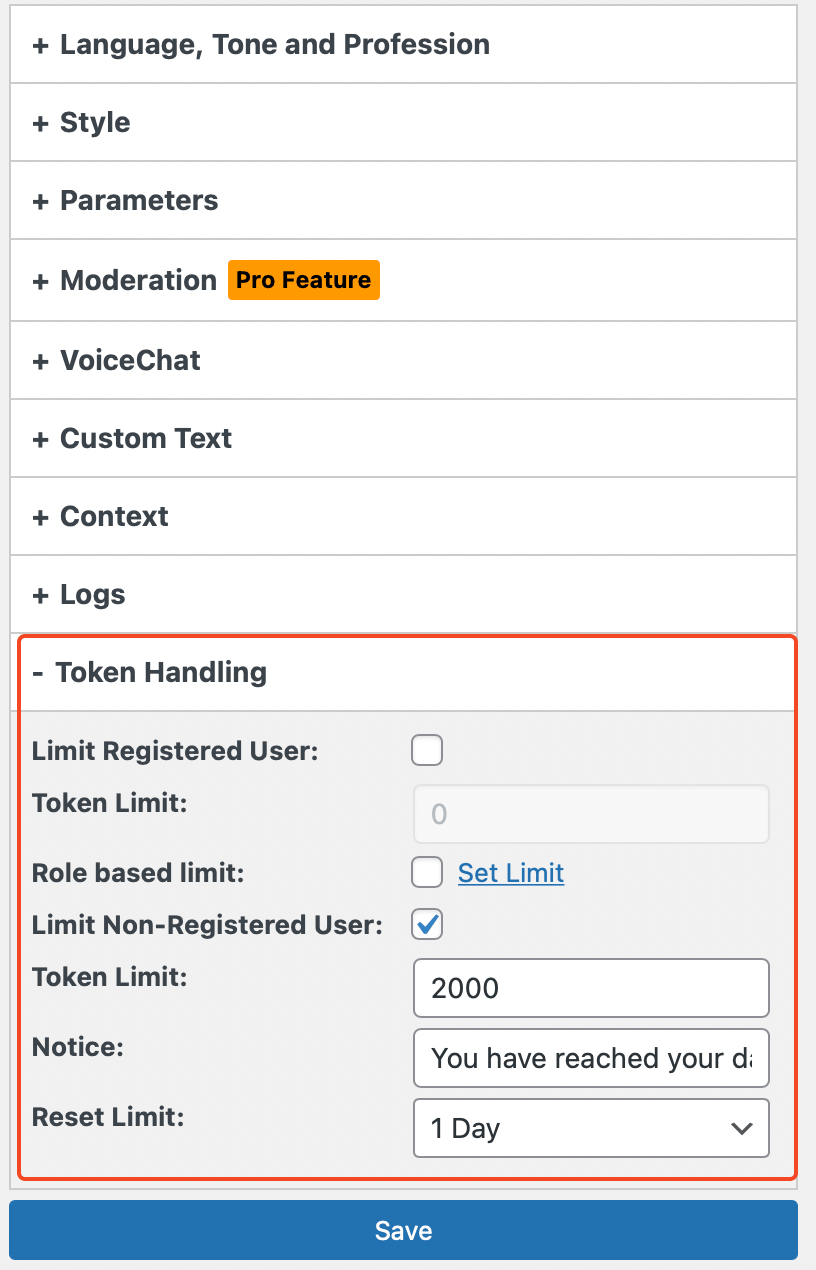 + Language, Tone and Profession
+ Style
+ Parameters
+ Moderation Pro Feature
+ VoiceChat
+ Custom Text
+ Context
+ Logs
- Token Handling
Limit Registered User:
Token Limit: 0
Role based limit: Set Limit
Limit Non-Registered User:
Token Limit: 2000
Notice: You have reached your da
Reset Limit: 1 Day
Save